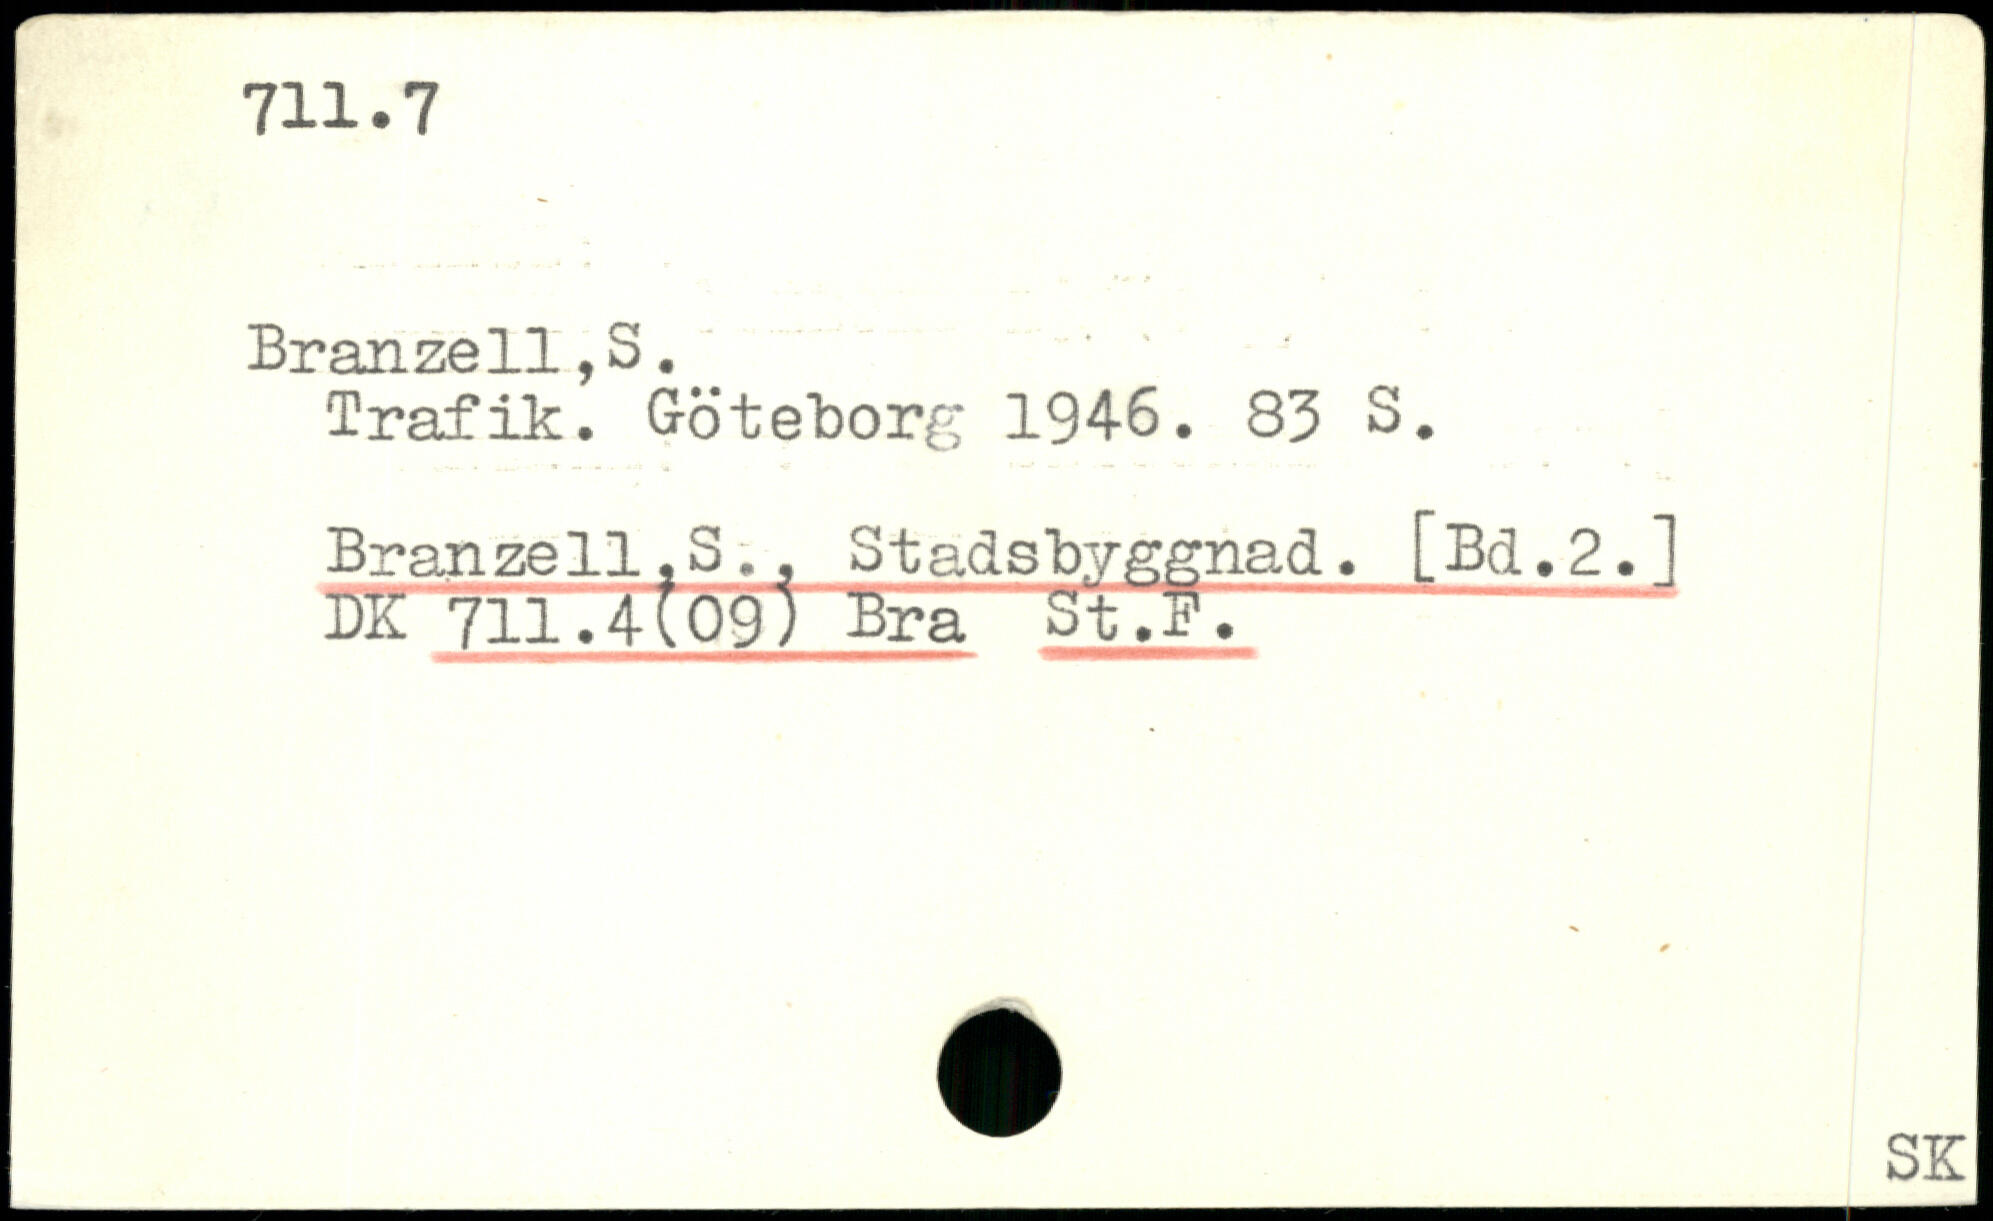 711.7
Branzell,S.
Trafik. Göteborg 1946. 83 S.
Branzell,S., Stadsbyggnad. [Bd.2.]
DK 711.4(09) Bra St.F.
SK